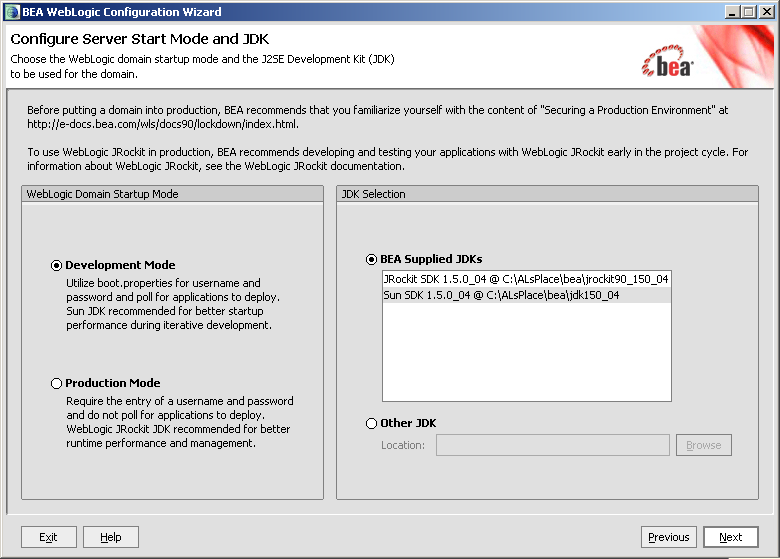 BEA WebLogic Configuration Wizard
Configure Server Start Mode and JDK
Choose the WebLogic domain startup mode and the J2SE Development Kit (JDK)
to be used for the domain.
bea
Before putting a domain into production, BEA recommends that you familiarize yourself with the content of "Securing a Production Environment" at
http://e-docs.bea.com/wls/docs90/lockdown/index.html.
To use WebLogic JRockit in production, BEA recommends developing and testing your applications with WebLogic JRockit early in the project cycle. For
information about WebLogic JRockit, see the WebLogic JRockit documentation.
WebLogic Domain Startup Mode
Development Mode
Utilize boot.properties for username and
password and poll for applications to deploy.
Sun JDK recommended for better startup
performance during iterative development.
Production Mode
Require the entry of a username and password
and do not poll for applications to deploy.
WebLogic JRockit JDK recommended for better
runtime performance and management.
JDK Selection
BEA Supplied JDKs
JRockit SDK 1.5.0_04 @ C:\ALsPlace\bea\jrockit90_150_04
Sun SDK 1.5.0_04 @ C:\ALsPlace\bea\jdk150_04
Other JDK
Location:
Browse
Exit
Help
Previous
Next